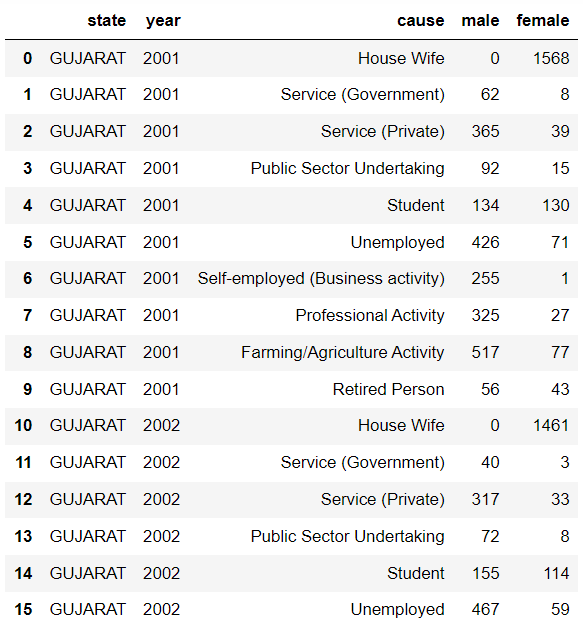 state year cause male female
0 GUJARAT 2001 House Wife 0 1568
1 GUJARAT 2001 Service (Government) 62 8
2 GUJARAT 2001 Service (Private) 365 39
3 GUJARAT 2001 Public Sector Undertaking 92 15
4 GUJARAT 2001 Student 134 130
5 GUJARAT 2001 Unemployed 426 71
6 GUJARAT 2001 Self-employed (Business activity) 255 1
7 GUJARAT 2001 Professional Activity 325 27
8 GUJARAT 2001 Farming/Agriculture Activity 517 77
9 GUJARAT 2001 Retired Person 56 43
10 GUJARAT 2002 House Wife 0 1461
11 GUJARAT 2002 Service (Government) 40 3
12 GUJARAT 2002 Service (Private) 317 33
13 GUJARAT 2002 Public Sector Undertaking 72 8
14 GUJARAT 2002 Student 155 114
15 GUJARAT 2002 Unemployed 467 59